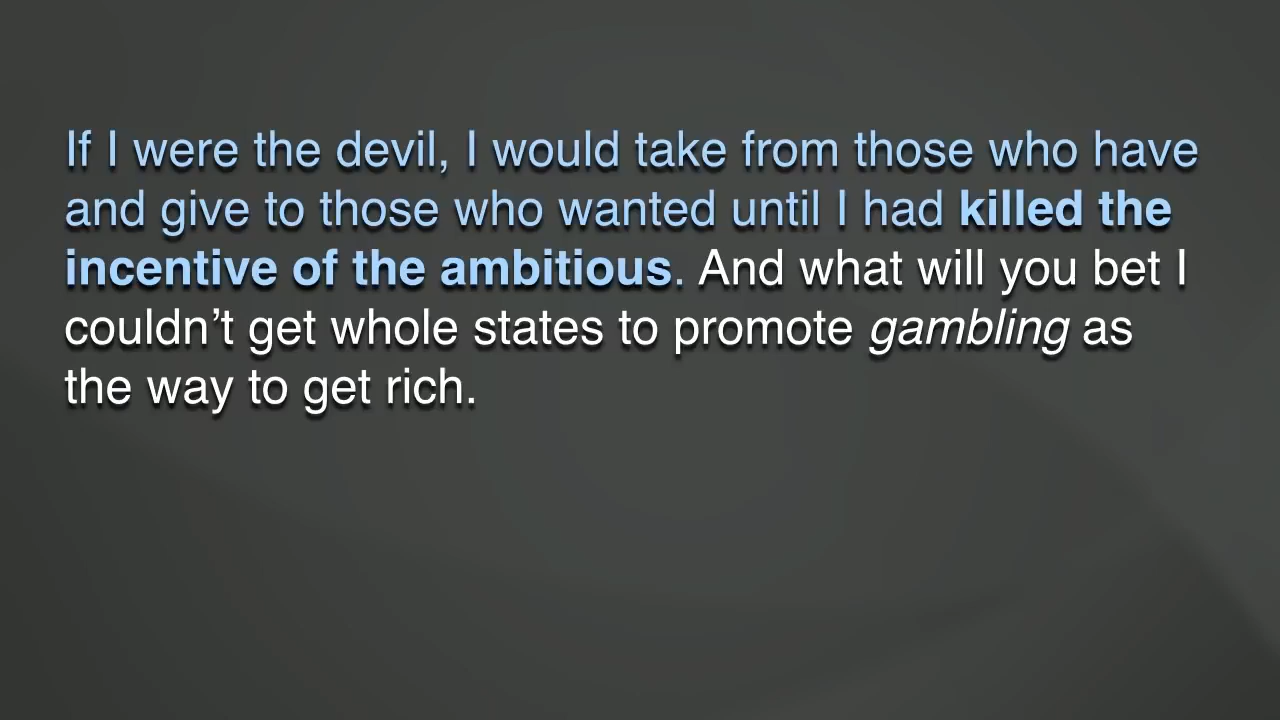 If I were the devil, I would take from those who have
and give to those who wanted until I had killed the
incentive of the ambitious. And what will you bet I
couldn’t get whole states to promote gambling as
the way to get rich.